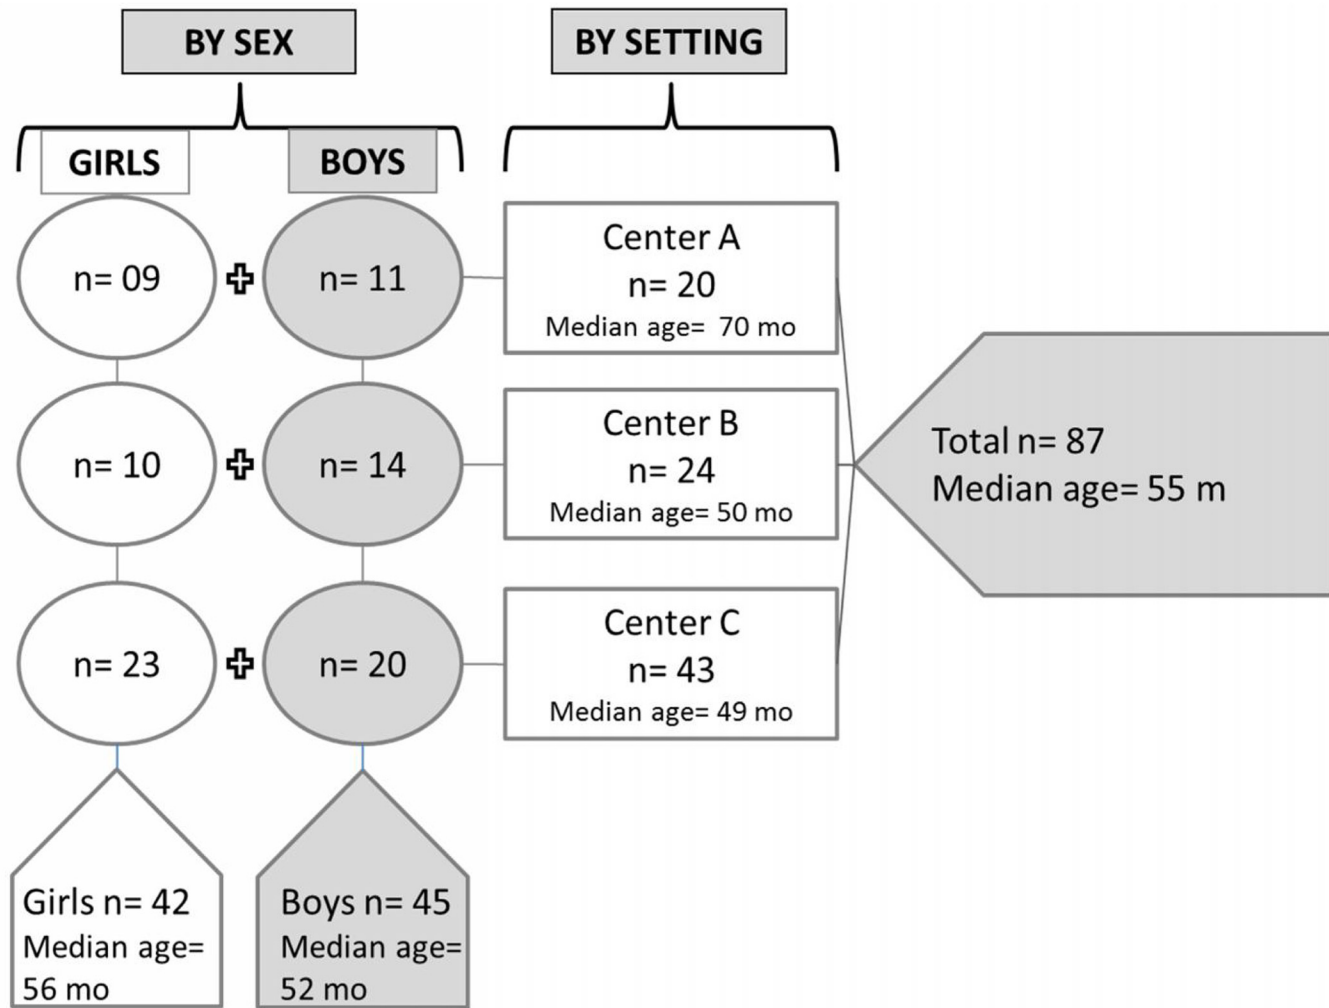 BY SEX
BY SETTING
GIRLS
BOYS
n= 09
n= 11
Center A
n= 20
Median age=  70 mo
n= 10
n= 14
Center B
n= 24
Median age= 50 mo
n= 23
n= 20
Center C
n= 43
Median age= 49 mo
Total n= 87
Median age= 55 m
Girls n= 42
Median age=
56 mo
Boys n= 45
Median age=
52 mo